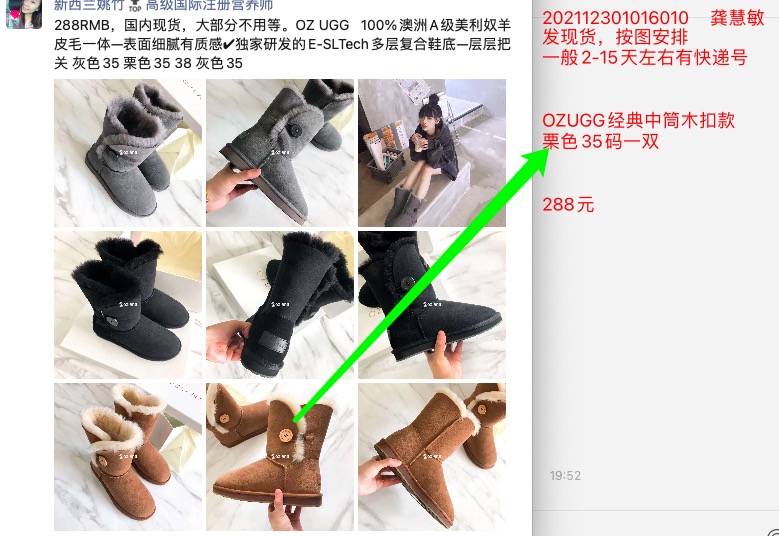 新西兰姚竹 TOP 高级国际注册营养师
288RMB，国内现货，大部分不用等。OZ UGG 100%澳洲A级美利奴羊
皮毛一体—表面细腻有质感✔独家研发的E-SLTech多层复合鞋底—层层把
关 灰色35 栗色35 38 灰色35
202112301016010 龚慧敏
发现货，按图安排
一般2-15天左右有快递号
OZUGG经典中筒木扣款
栗色35码一双
288元
19:52